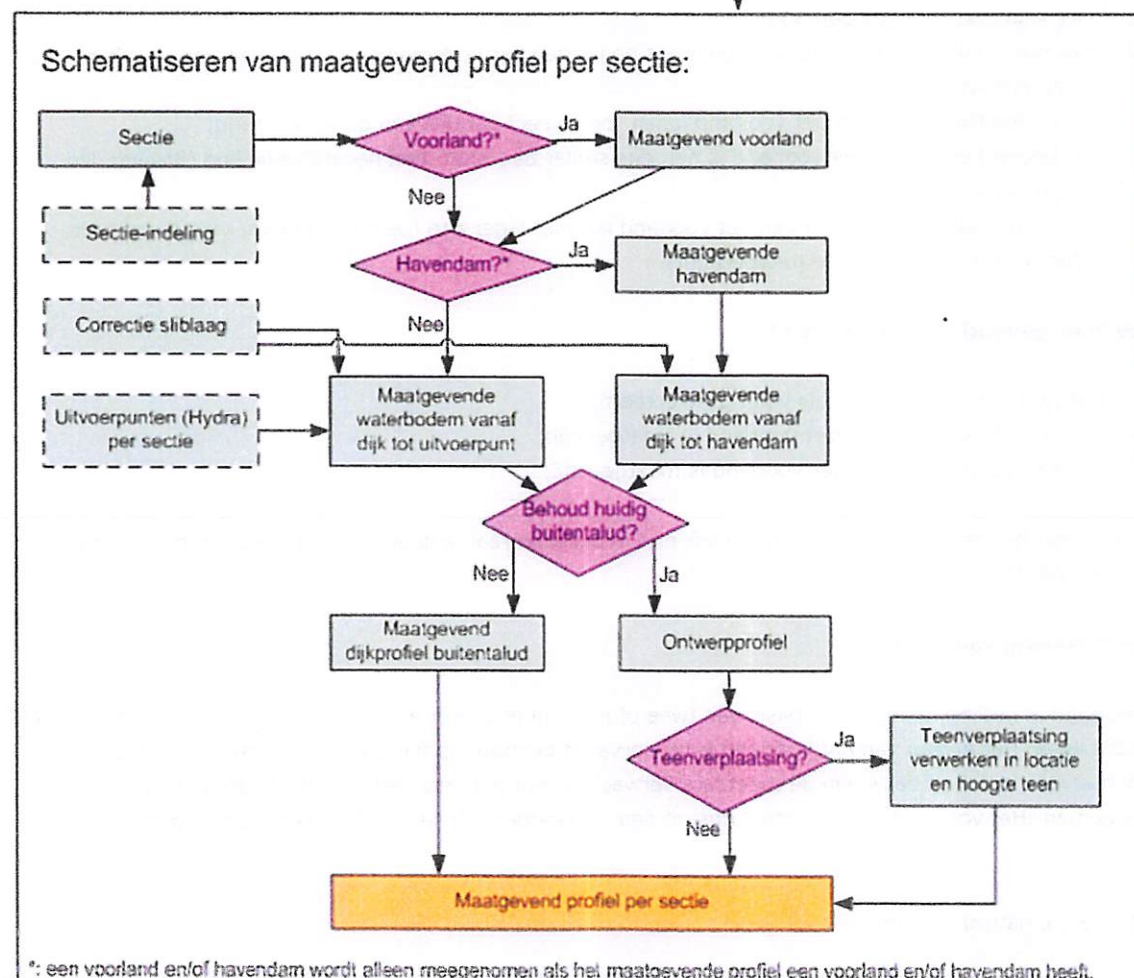 Schematiseren van maatgevend profiel per sectie:
Sectie
Voorland?*
Ja
Maatgevend voorland
Nee
Sectie-indeling
Havendam?*
Ja
Maatgevende
havendam
Correctie sliblaag
Nee
Uitvoerpunten (Hydra)
per sectie
Maatgevende
waterbodem vanaf
dijk tot uitvoerpunt
Maatgevende
waterbodem vanaf
dijk tot havendam
Behoud huidig
buitentalud?
Nee
Ja
Maatgevend
dijkprofiel buitentalud
Ontwerpprofiel
Teenverplaatsing?
Ja
Teenverplaatsing
verwerken in locatie
en hoogte teen
Nee
Maatgevend profiel per sectie
*: een voorland en/of havendam wordt alleen meegenomen als het maatgevende profiel een voorland en/of havendam heeft.